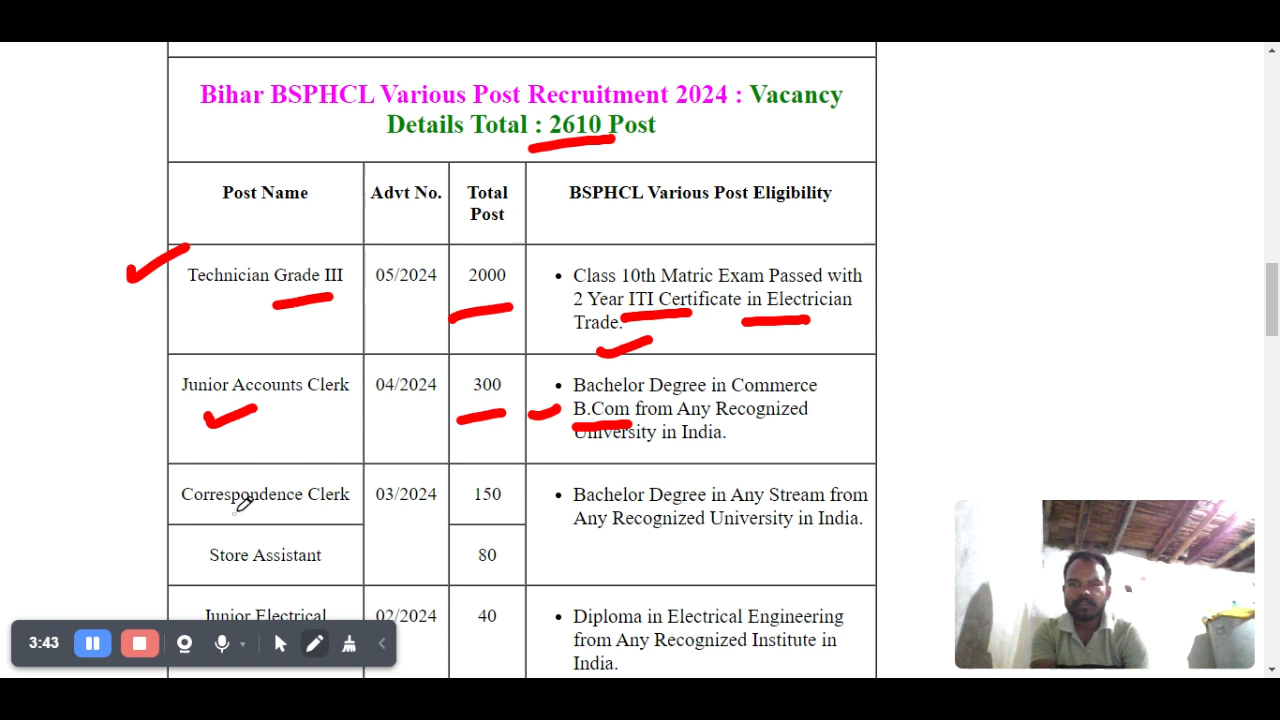 Bihar BSPHCL Various Post Recruitment 2024 : Vacancy
Details Total : 2610 Post
Post Name
Advt No.
Total
Post
BSPHCL Various Post Eligibility
Technician Grade III
05/2024
2000
• Class 10th Matric Exam Passed with
2 Year ITI Certificate in Electrician
Trade.
Junior Accounts Clerk
04/2024
300
• Bachelor Degree in Commerce
B.Com from Any Recognized
University in India.
Correspondence Clerk
03/2024
150
• Bachelor Degree in Any Stream from
Any Recognized University in India.
Store Assistant
80
Junior Electrical
02/2024
40
• Diploma in Electrical Engineering
from Any Recognized Institute in
India.
3:43